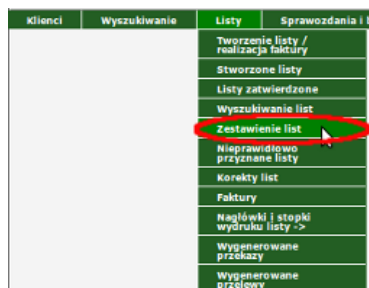 Klienci Wyszukiwanie Listy Sprawozdania i
Tworzenie listy /
realizacja faktury
Stworzone listy
Listy zatwierdzone
Wyszukiwanie list
Zestawienie list
Nieprawidłowo
przyznane listy
Korekty list
Faktury
Nagłówki i stopki
wydruku listy ->
Wygenerowane
przekazy
Wygenerowane
przelewy